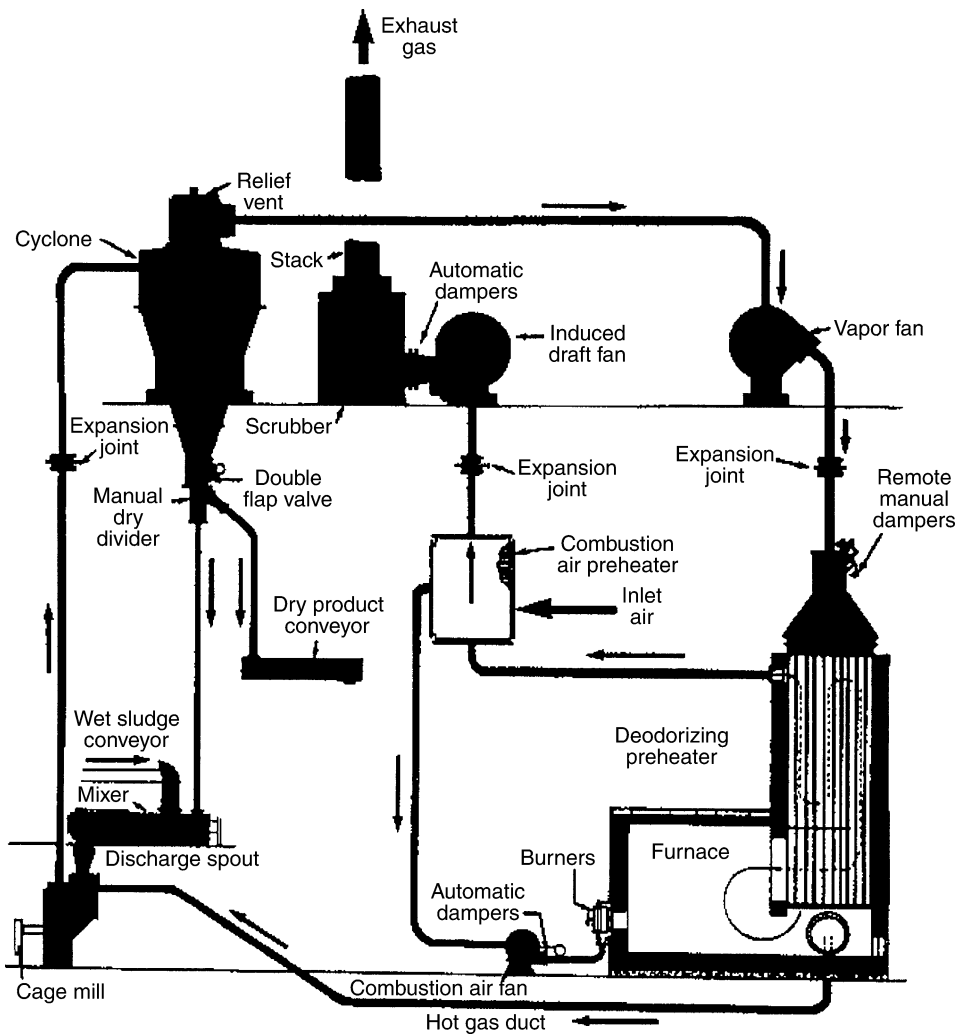 Exhaust
gas
Relief
vent
Cyclone
Stack
Automatic
dampers
Induced
draft fan
Vapor fan
Scrubber
Expansion
joint
Double
flap valve
Manual
dry
divider
Expansion
joint
Expansion
joint
Remote
manual
dampers
Combustion
air preheater
Inlet
air
Dry product
conveyor
Wet sludge
conveyor
Mixer
Discharge spout
Deodorizing
preheater
Furnace
Burners
Automatic
dampers
Cage mill
Combustion air fan
Hot gas duct